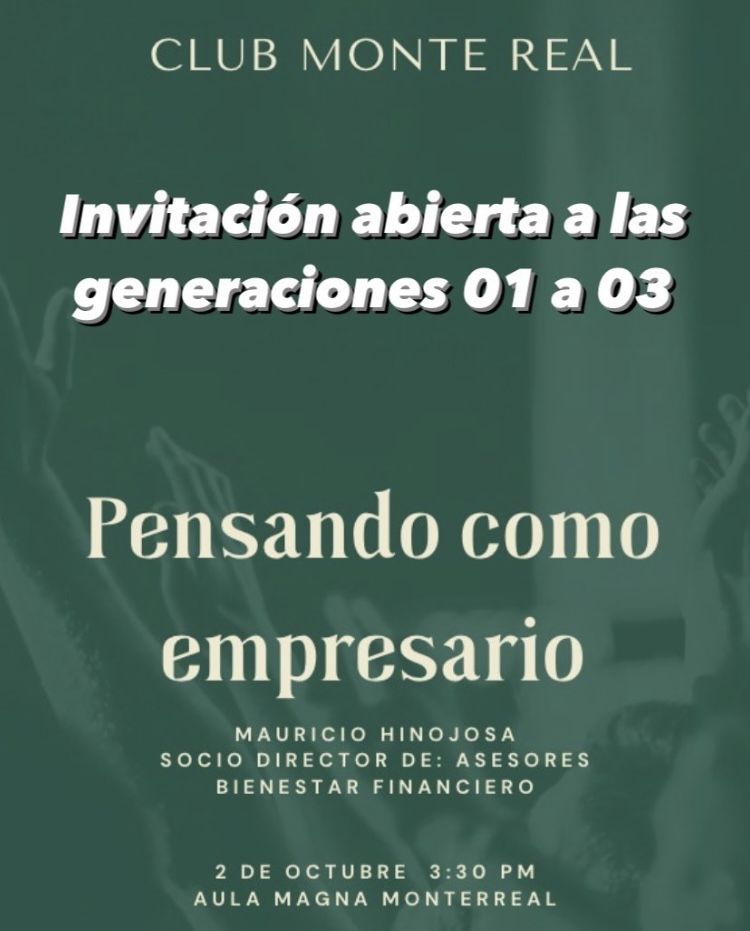 CLUB MONTE REAL
Invitación abierta a las
generaciones 01 a 03
Pensando como
empresario
MAURICIO HINOJOSA
SOCIO DIRECTOR DE: ASESORES
BIENESTAR FINANCIERO
2 DE OCTUBRE 3:30 PM
AULA MAGNA MONTERREAL